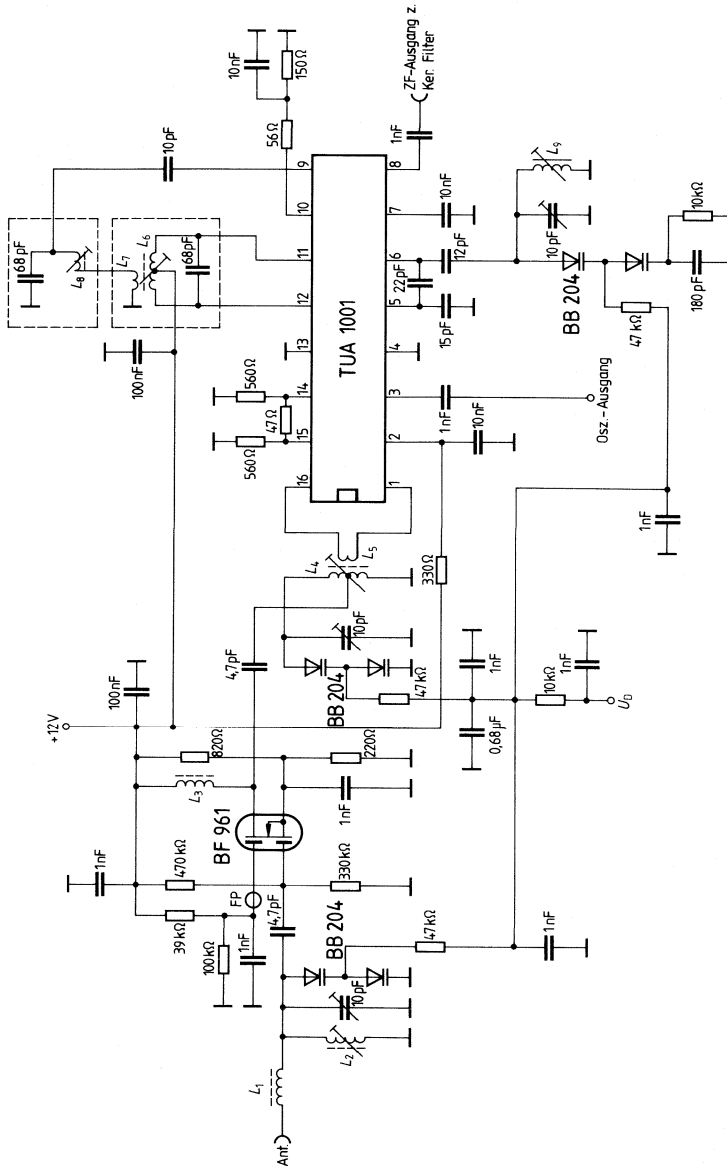 68pF
L8
L7
L6
68pF
10pF
10nF
150Ω
56Ω
100nF
+12V
100nF
1nF
560Ω
560Ω
47Ω
16
15
14
13
12
11
10
9
TUA 1001
1
2
3
4
5
6
7
8
1nF
ZF-Ausgang z.
Ker. Filter
39kΩ
470kΩ
L3
820Ω
100kΩ
FP
BF 961
4,7pF
L4
L5
1nF
4,7pF
Ant.
L1
L2
10pF
BB 204
330kΩ
1nF
220Ω
BB 204
10pF
47kΩ
330Ω
1nF
10nF
15pF
22pF
12pF
10nF
Osz.-Ausgang
10pF
L9
BB 204
47kΩ
180pF
10kΩ
47kΩ
1nF
0,68µF
1nF
10kΩ
1nF
UD
1nF